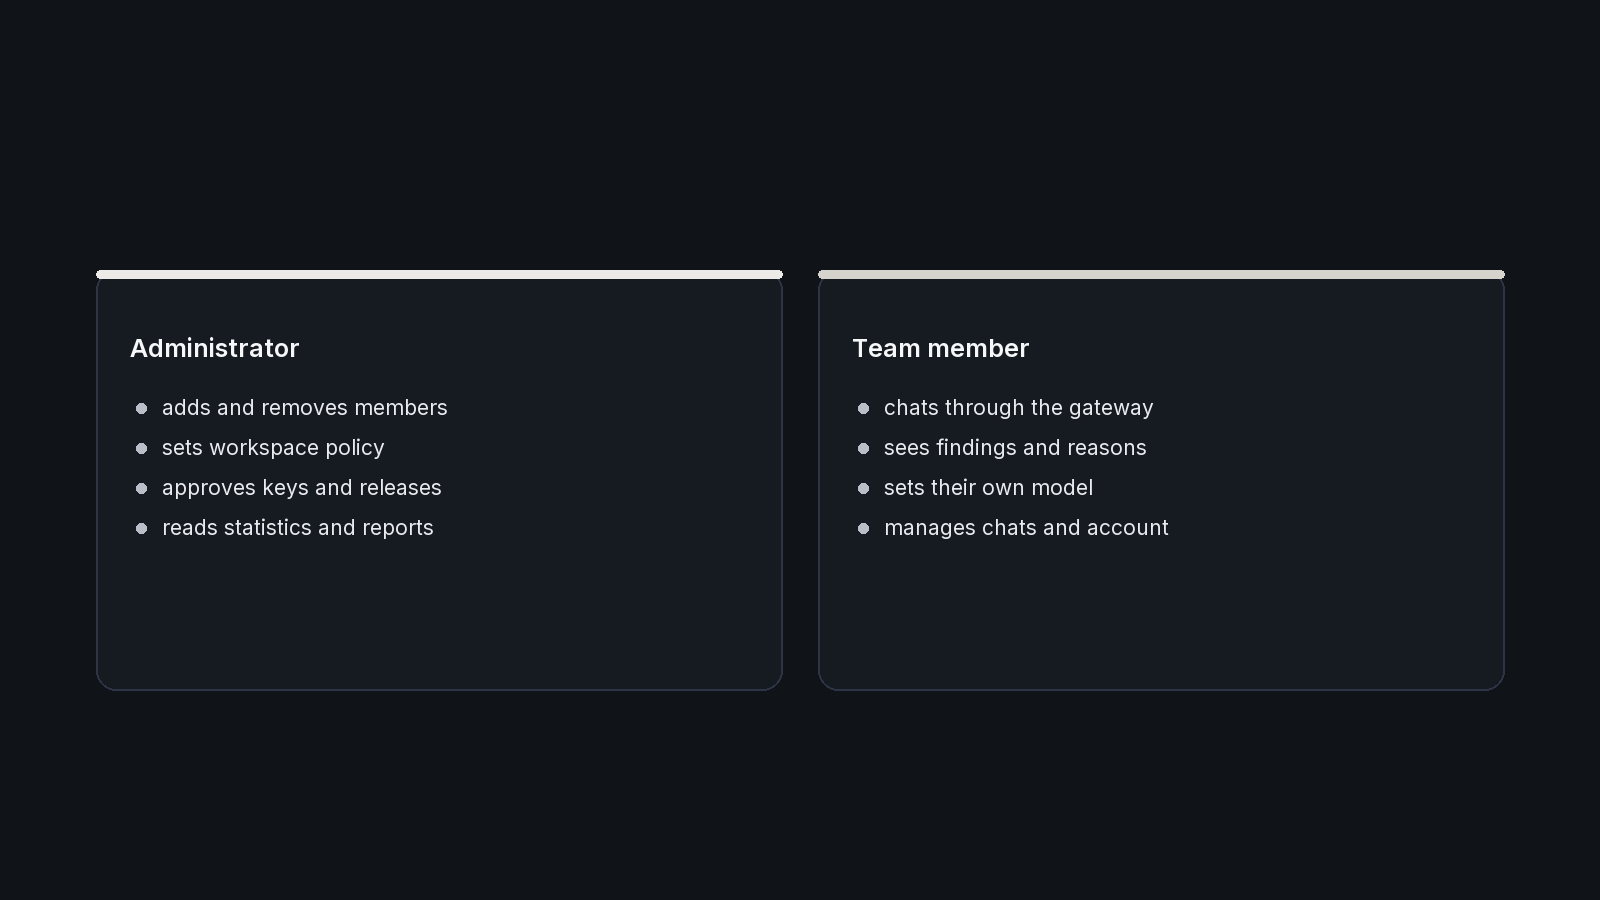 Administrator
adds and removes members
sets workspace policy
approves keys and releases
reads statistics and reports
Team member
chats through the gateway
sees findings and reasons
sets their own model
manages chats and account